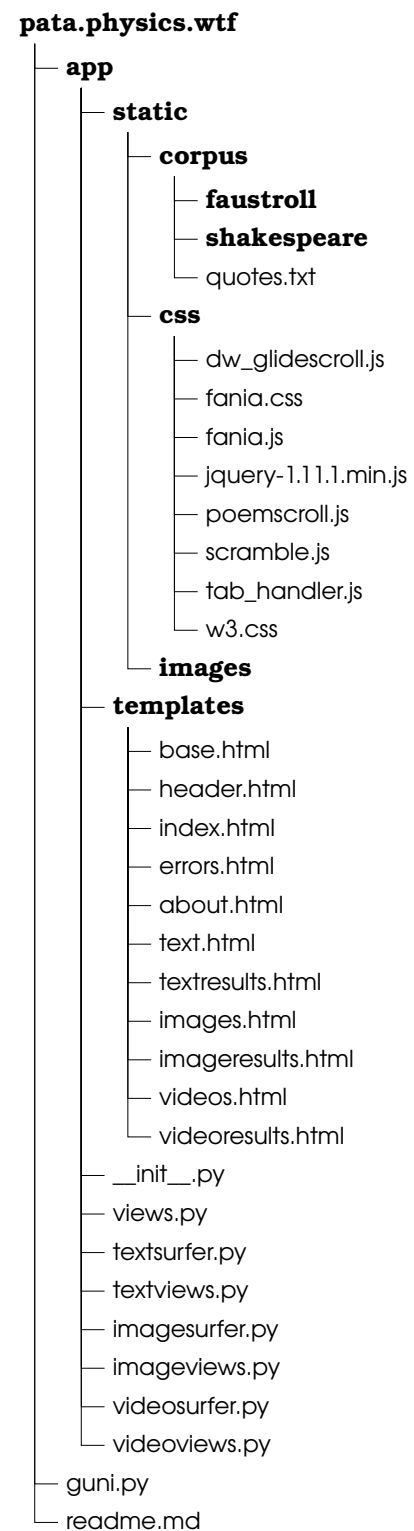 pata.physics.wtf
app
static
corpus
faustroll
shakespeare
quotes.txt
css
dw_glidescroll.js
fania.css
fania.js
jquery-1.11.1.min.js
poemscroll.js
scramble.js
tab_handler.js
w3.css
images
templates
base.html
header.html
index.html
errors.html
about.html
text.html
textresults.html
images.html
imageresults.html
videos.html
videoresults.html
__init__.py
views.py
textsurfer.py
textviews.py
imagesurfer.py
imageviews.py
videosurfer.py
videoviews.py
guni.py
readme.md